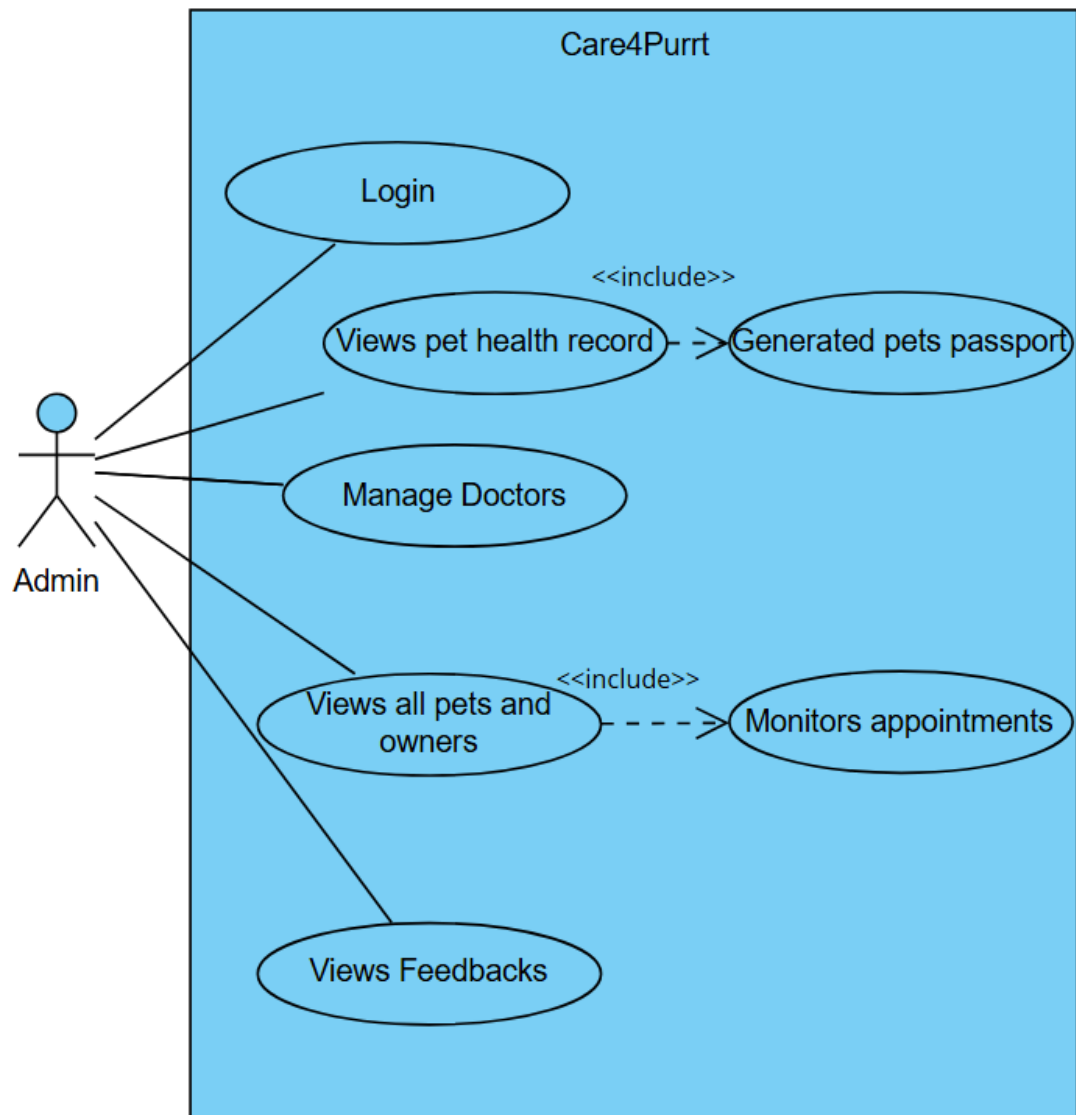 Care4Purrt
Login
<<include>>
Views pet health record
Generated pets passport
Manage Doctors
Admin
<<include>>
Views all pets and
owners
Monitors appointments
Views Feedbacks